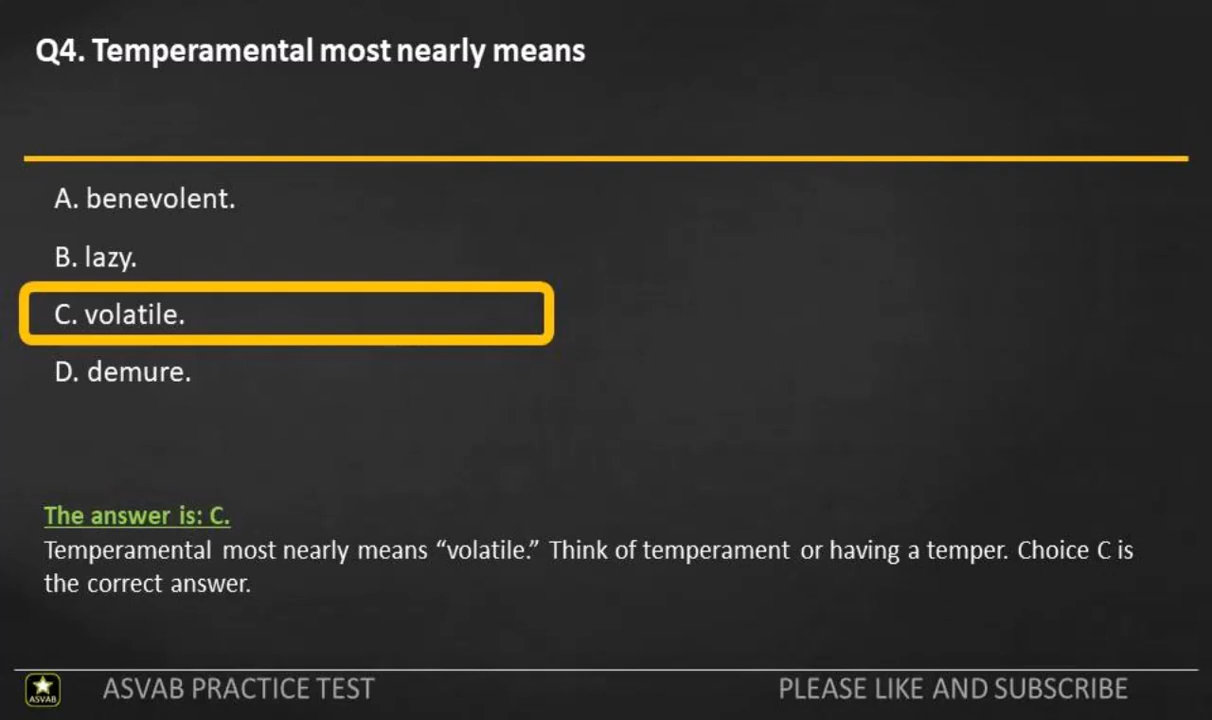 Q4. Temperamental most nearly means
A. benevolent.
B. lazy.
C. volatile.
D. demure.
The answer is: C.
Temperamental most nearly means “volatile.” Think of temperament or having a temper. Choice C is
the correct answer.
ASVAB
ASVAB PRACTICE TEST
PLEASE LIKE AND SUBSCRIBE